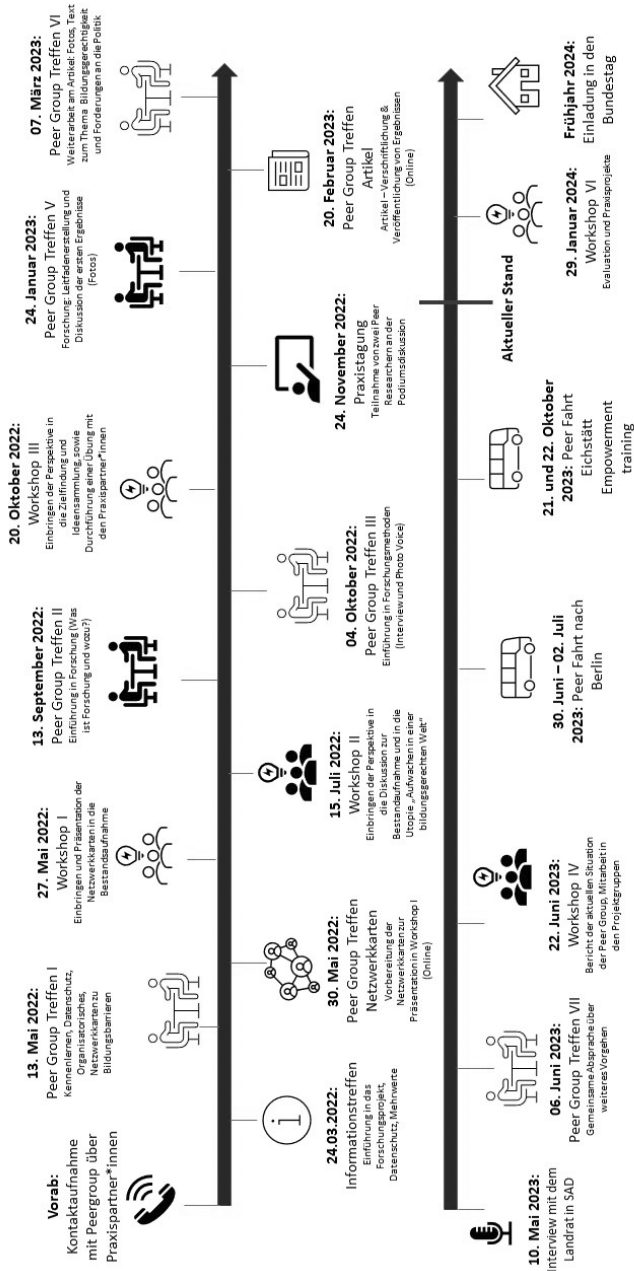 Vorab:
Kontaktaufnahme
mit Peergroup über
Praxispartner*innen
24.03.2022:
Informationstreffen
Einführung in das
Forschungsprojekt,
Datenschutz, Mehrwerte
13. Mai 2022:
Peer Group Treffen I
Kennenlernen, Datenschutz,
Organisatorisches,
Netzwerkkarten zu
Bildungsbarrieren
30. Mai 2022:
Peer Group Treffen
Netzwerkkarten
Vorbereitung der
Netzwerkkarten zur
Präsentation in Workshop I
(Online)
27. Mai 2022:
Workshop I
Einbringen und Präsentation der
Netzwerkkarten in die
Bestandsaufnahme
15. Juli 2022:
Workshop II
Einbringen der Perspektive in
die Diskussion zur
Bestandaufnahme und in die
Utopie „Aufwachen in einer
bildungsgerechten Welt"
13. September 2022:
Peer Group Treffen II
Einführung in Forschung (Was
ist Forschung und wozu?)
04. Oktober 2022:
Peer Group Treffen III
Einführung in Forschungsmethoden
(Interview und Photo Voice)
20. Oktober 2022:
Workshop III
Einbringen der Perspektive in
die Zielfindung und
Ideensammlung, sowie
Durchführung einer Übung mit
den Praxispartner*innen
24. November 2022:
Praxistagung
Teilnahme von zwei Peer
Researchern an der
Podiumsdiskussion
24. Januar 2023:
Peer Group Treffen V
Forschung: Leitfadenerstellung und
Diskussion der ersten Ergebnisse
(Fotos)
20. Februar 2023:
Peer Group Treffen
Artikel
Artikel – Verschriftlichung &
Veröffentlichung von Ergebnissen
(Online)
07. März 2023:
Peer Group Treffen VI
Weiterarbeit am Artikel: Fotos, Text
zum Thema Bildungsgerechtigkeit
und Forderungen an die Politik
10. Mai 2023:
Interview mit dem
Landrat in SAD
06. Juni 2023:
Peer Group Treffen VII
Gemeinsame Absprache über
weiteres Vorgehen
22. Juni 2023:
Workshop IV
Bericht der aktuellen Situation
der Peer Group, Mitarbeit in
den Projektgruppen
30. Juni – 02. Juli
2023: Peer Fahrt nach
Berlin
21. und 22. Oktober
2023: Peer Fahrt
Eichstätt
Empowerment
training
Aktueller Stand
29. Januar 2024:
Workshop VI
Evaluation und Praxisprojekte
Frühjahr 2024:
Einladung in den
Bundestag